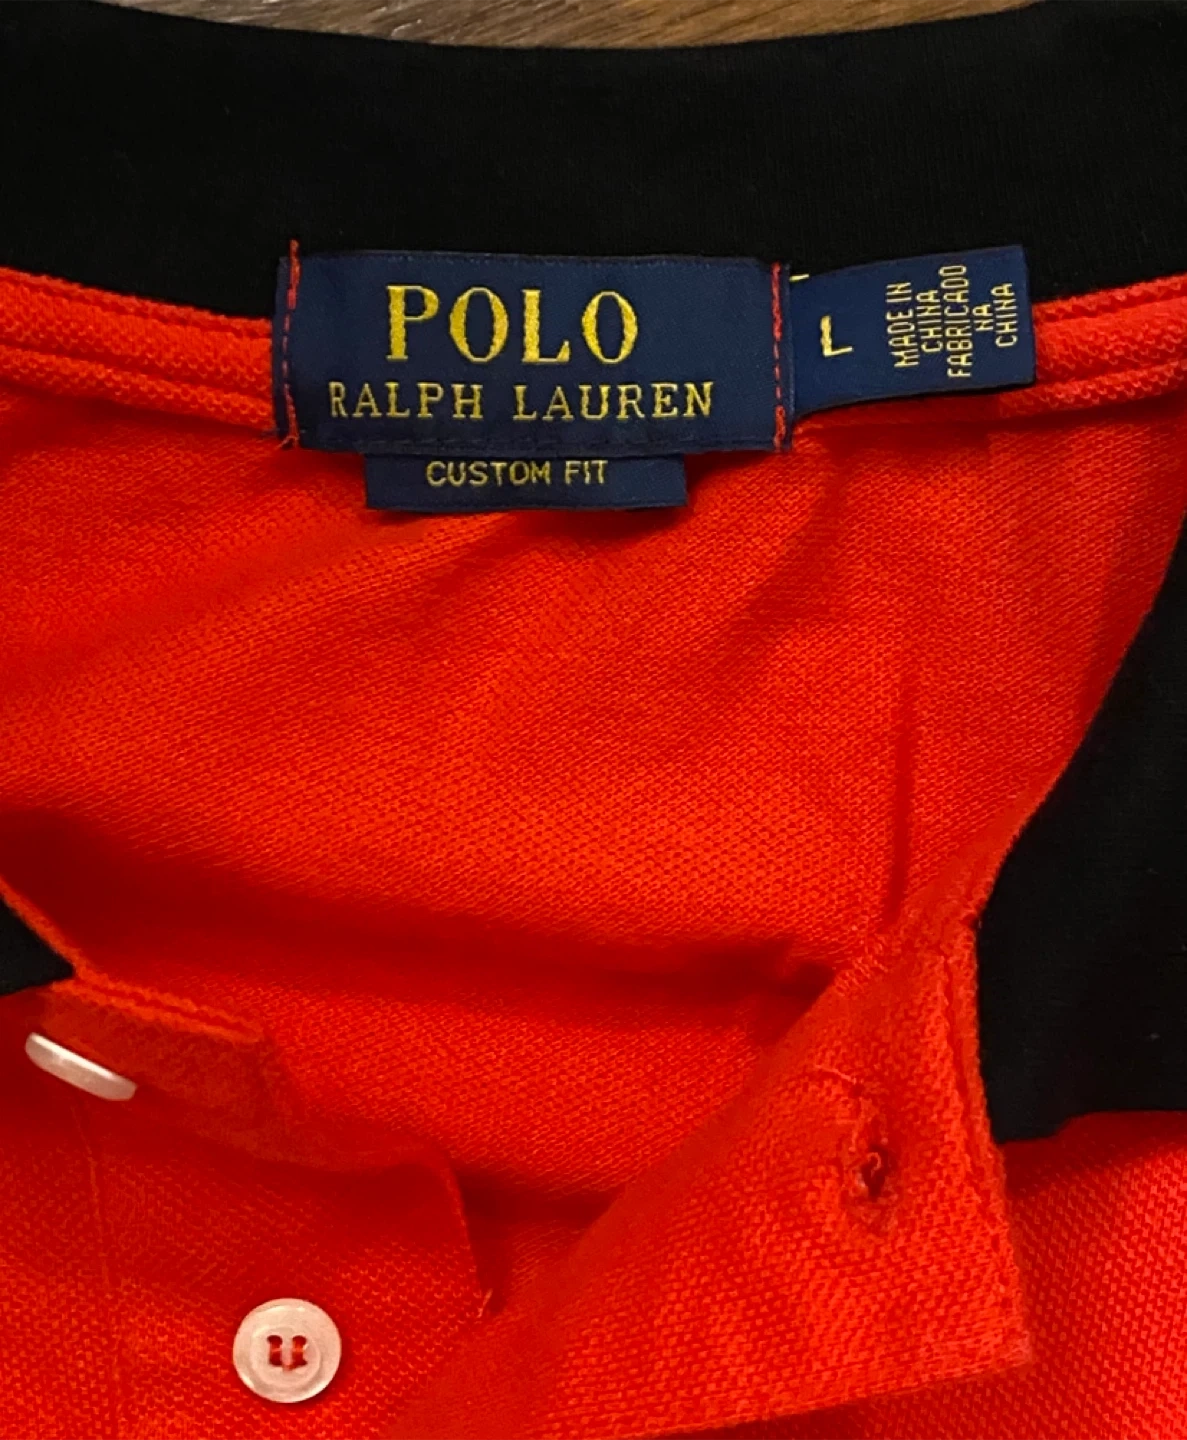 POLO
RALPH LAUREN
CUSTOM FIT
L
MADE IN
CHINA
FABRICADO
NA
CHINA